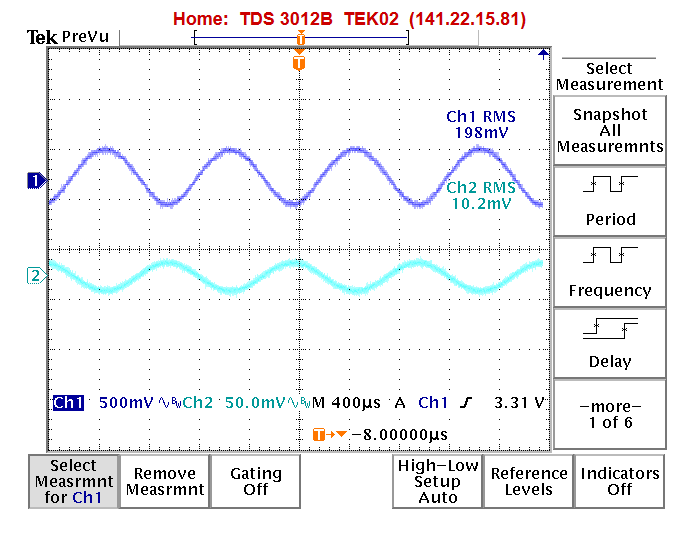 Home: TDS 3012B TEK02 (141.22.15.81)
Tek PreVu
T
T
Select
Measurement
Snapshot
All
Measuremnts
Ch1 RMS
198mV
1
Ch2 RMS
10.2mV
Period
2
Frequency
Delay
Ch1 500mV∿BW Ch2 50.0mV∿BW M 400µs A Ch1 ʃ 3.31 V
T→▼−8.00000µs
−more−
1 of 6
Select
Measrmnt
for Ch1
Remove
Measrmnt
Gating
Off
High−Low
Setup
Auto
Reference
Levels
Indicators
Off